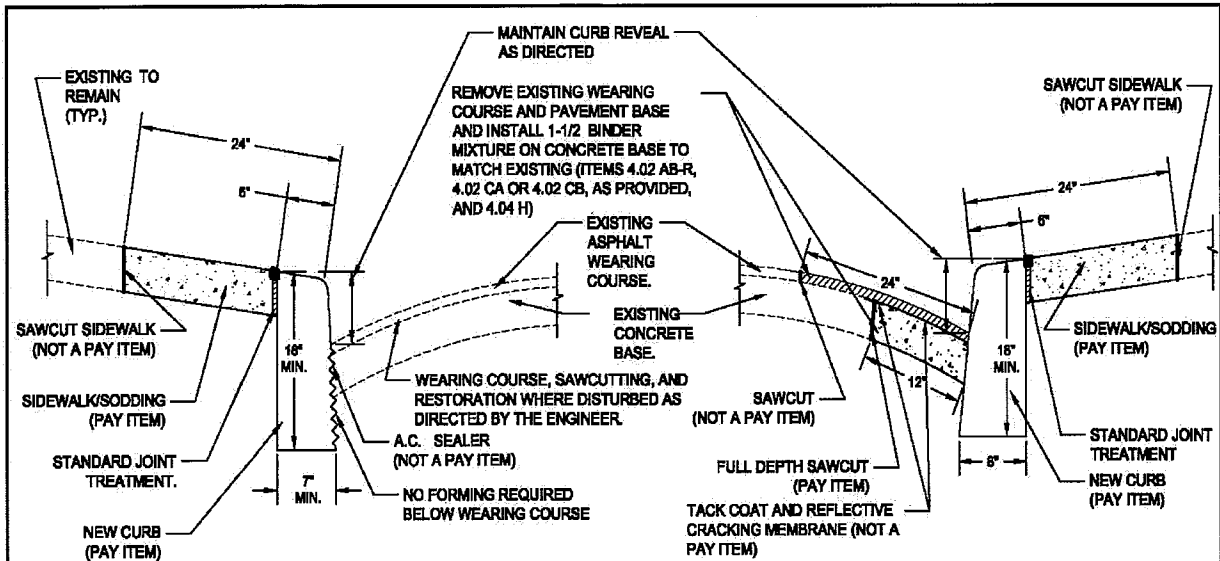 MAINTAIN CURB REVEAL
AS DIRECTED
EXISTING TO
REMAIN
(TYP.)
REMOVE EXISTING WEARING
COURSE AND PAVEMENT BASE
AND INSTALL 1-1/2 BINDER
MIXTURE ON CONCRETE BASE TO
MATCH EXISTING (ITEMS 4.02 AB-R,
4.02 CA OR 4.02 CB, AS PROVIDED,
AND 4.04 H)
SAWCUT SIDEWALK
(NOT A PAY ITEM)
24"
6"
24"
6"
EXISTING
ASPHALT
WEARING
COURSE.
24"
EXISTING
CONCRETE
BASE.
SAWCUT SIDEWALK
(NOT A PAY ITEM)
SIDEWALK/SODDING
(PAY ITEM)
18"
MIN.
18"
MIN.
12"
WEARING COURSE, SAWCUTTING, AND
RESTORATION WHERE DISTURBED AS
DIRECTED BY THE ENGINEER.
SIDEWALK/SODDING
(PAY ITEM)
SAWCUT
(NOT A PAY ITEM)
A.C. SEALER
(NOT A PAY ITEM)
STANDARD JOINT
TREATMENT
STANDARD JOINT
TREATMENT.
FULL DEPTH SAWCUT
(PAY ITEM)
8"
NEW CURB
(PAY ITEM)
7"
MIN.
NO FORMING REQUIRED
BELOW WEARING COURSE
TACK COAT AND REFLECTIVE
CRACKING MEMBRANE (NOT A
PAY ITEM)
NEW CURB
(PAY ITEM)